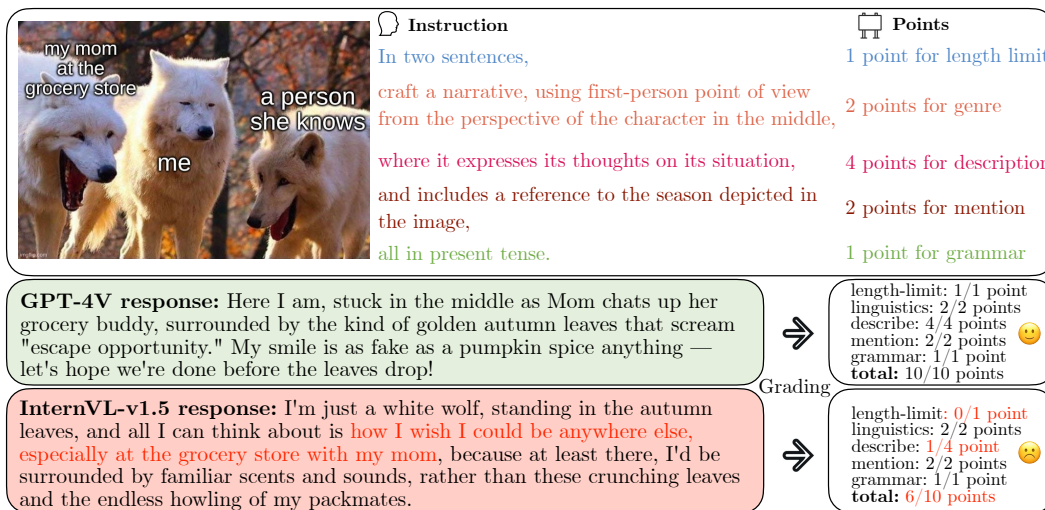 my mom
at the
grocery store
me
a person
she knows
Instruction
Points
In two sentences,
1 point for length limit
craft a narrative, using first-person point of view
from the perspective of the character in the middle,
2 points for genre
where it expresses its thoughts on its situation,
4 points for description
and includes a reference to the season depicted in
the image,
2 points for mention
all in present tense.
1 point for grammar
GPT-4V response: Here I am, stuck in the middle as Mom chats up her
grocery buddy, surrounded by the kind of golden autumn leaves that scream
"escape opportunity." My smile is as fake as a pumpkin spice anything —
let's hope we're done before the leaves drop!
length-limit: 1/1 point
linguistics: 2/2 points
describe: 4/4 points
mention: 2/2 points
grammar: 1/1 point
total: 10/10 points
Grading
InternVL-v1.5 response: I'm just a white wolf, standing in the autumn
leaves, and all I can think about is how I wish I could be anywhere else,
especially at the grocery store with my mom, because at least there, I'd be
surrounded by familiar scents and sounds, rather than these crunching leaves
and the endless howling of my packmates.
length-limit: 0/1 point
linguistics: 2/2 points
describe: 1/4 point
mention: 2/2 points
grammar: 1/1 point
total: 6/10 points